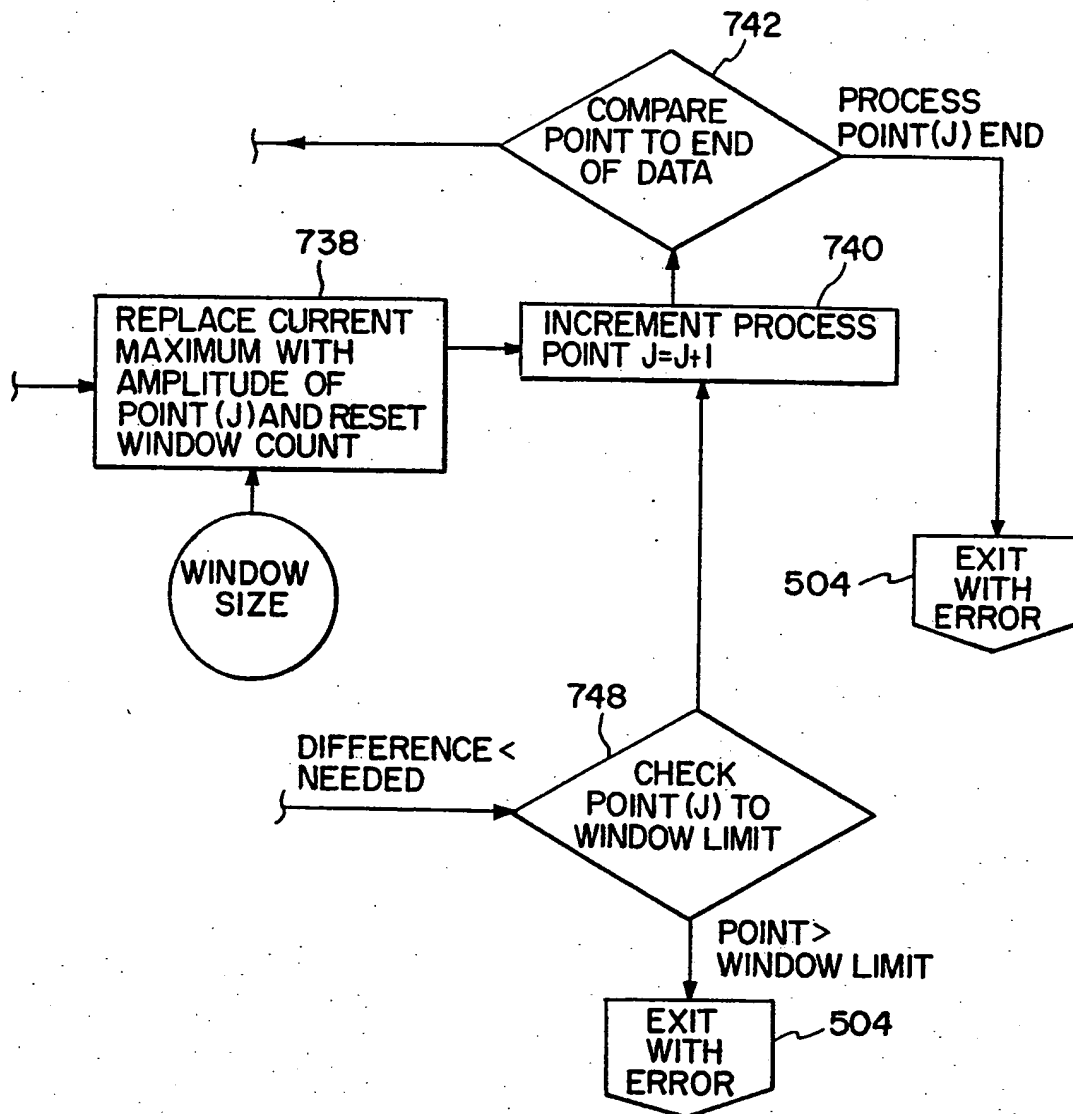 742
COMPARE
POINT TO END
OF DATA
PROCESS
POINT(J) END
738
740
REPLACE CURRENT
MAXIMUM WITH
AMPLITUDE OF
POINT (J) AND RESET
WINDOW COUNT
INCREMENT PROCESS
POINT J=J+1
WINDOW
SIZE
504
EXIT
WITH
ERROR
748
DIFFERENCE <
NEEDED
CHECK
POINT (J) TO
WINDOW LIMIT
POINT >
WINDOW LIMIT
EXIT
WITH
ERROR
504